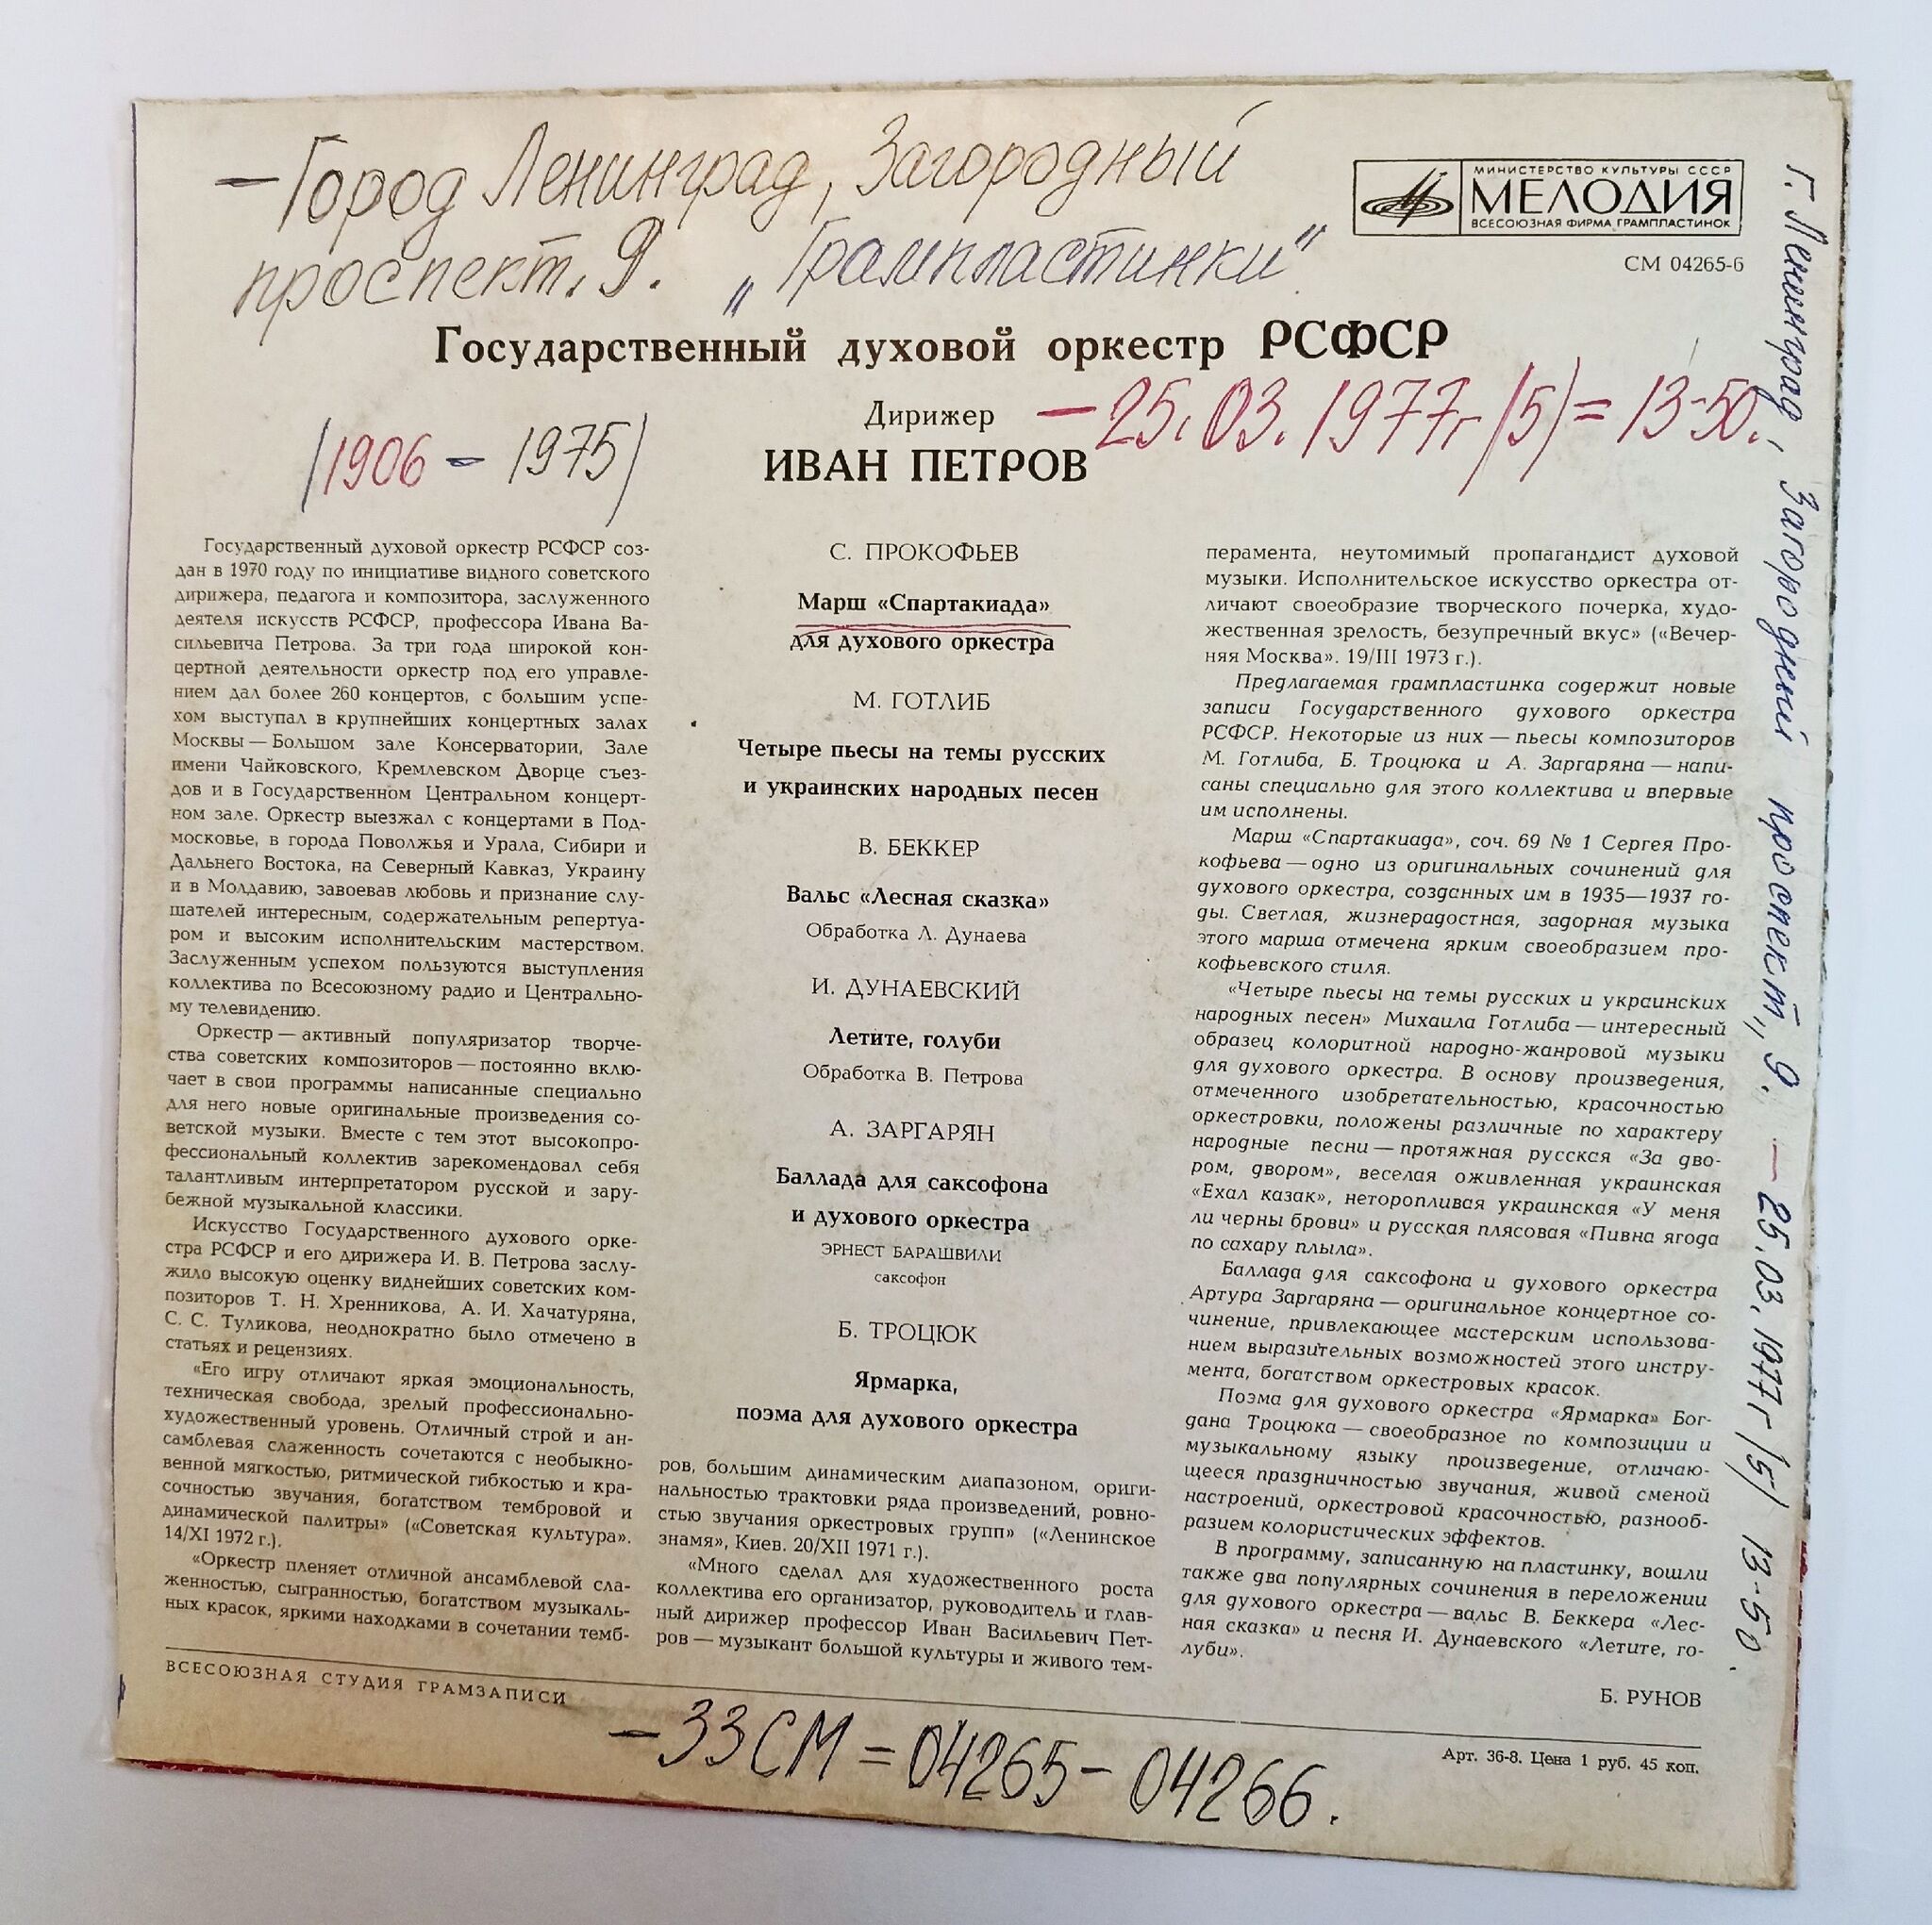 — Город Ленинград, Загородный
проспект. 9. „Грампластинки“.
МИНИСТЕРСТВО КУЛЬТУРЫ СССР
МЕЛОДИЯ
ВСЕСОЮЗНАЯ ФИРМА ГРАМПЛАСТИНОК
СМ 04265-6
Государственный духовой оркестр РСФСР
Дирижер
— 25.03.1977г /5/ = 13-50.
ИВАН ПЕТРОВ
/1906 – 1975/
Государственный духовой оркестр РСФСР соз-
дан в 1970 году по инициативе видного советского
дирижера, педагога и композитора, заслуженного
деятеля искусств РСФСР, профессора Ивана Ва-
сильевича Петрова. За три года широкой кон-
цертной деятельности оркестр под его управле-
нием дал более 260 концертов, с большим успе-
хом выступал в крупнейших концертных залах
Москвы — Большом зале Консерватории, Зале
имени Чайковского, Кремлевском Дворце съез-
дов и в Государственном Центральном концерт-
ном зале. Оркестр выезжал с концертами в Под-
московье, в города Поволжья и Урала, Сибири и
Дальнего Востока, на Северный Кавказ, Украину
и в Молдавию, завоевав любовь и признание слу-
шателей интересным, содержательным репертуа-
ром и высоким исполнительским мастерством.
Заслуженным успехом пользуются выступления
коллектива по Всесоюзному радио и Центрально-
му телевидению.
Оркестр — активный популяризатор творче-
ства советских композиторов — постоянно вклю-
чает в свои программы написанные специально
для него новые оригинальные произведения со-
ветской музыки. Вместе с тем этот высокопро-
фессиональный коллектив зарекомендовал себя
талантливым интерпретатором русской и зару-
бежной музыкальной классики.
Искусство Государственного духового орке-
стра РСФСР и его дирижера И. В. Петрова заслу-
жило высокую оценку виднейших советских ком-
позиторов Т. Н. Хренникова, А. И. Хачатуряна,
С. С. Туликова, неоднократно было отмечено в
статьях и рецензиях.
«Его игру отличают яркая эмоциональность,
техническая свобода, зрелый профессионально-
художественный уровень. Отличный строй и ан-
самблевая слаженность сочетаются с необыкно-
венной мягкостью, ритмической гибкостью и кра-
сочностью звучания, богатством тембровой и
динамической палитры» («Советская культура».
14/XI 1972 г.).
«Оркестр пленяет отличной ансамблевой сла-
женностью, сыгранностью, богатством музыкаль-
ных красок, яркими находками в сочетании темб-
С. ПРОКОФЬЕВ
Марш «Спартакиада»
для духового оркестра
М. ГОТЛИБ
Четыре пьесы на темы русских
и украинских народных песен
В. БЕККЕР
Вальс «Лесная сказка»
Обработка Л. Дунаева
И. ДУНАЕВСКИЙ
Летите, голуби
Обработка В. Петрова
А. ЗАРГАРЯН
Баллада для саксофона
и духового оркестра
ЭРНЕСТ БАРАШВИЛИ
саксофон
Б. ТРОЦЮК
Ярмарка,
поэма для духового оркестра
ров, большим динамическим диапазоном, ориги-
нальностью трактовки ряда произведений, ровно-
стью звучания оркестровых групп» («Ленинское
знамя», Киев. 20/XII 1971 г.).
«Много сделал для художественного роста
коллектива его организатор, руководитель и глав-
ный дирижер профессор Иван Васильевич Пет-
ров — музыкант большой культуры и живого тем-
перамента, неутомимый пропагандист духовой
музыки. Исполнительское искусство оркестра от-
личают своеобразие творческого почерка, худо-
жественная зрелость, безупречный вкус» («Вечер-
няя Москва». 19/III 1973 г.).
Предлагаемая грампластинка содержит новые
записи Государственного духового оркестра
РСФСР. Некоторые из них — пьесы композиторов
М. Готлиба, Б. Троцюка и А. Заргаряна — напи-
саны специально для этого коллектива и впервые
им исполнены.
Марш «Спартакиада», соч. 69 № 1 Сергея Про-
кофьева — одно из оригинальных сочинений для
духового оркестра, созданных им в 1935—1937 го-
ды. Светлая, жизнерадостная, задорная музыка
этого марша отмечена ярким своеобразием про-
кофьевского стиля.
«Четыре пьесы на темы русских и украинских
народных песен» Михаила Готлиба — интересный
образец колоритной народно-жанровой музыки
для духового оркестра. В основу произведения,
отмеченного изобретательностью, красочностью
оркестровки, положены различные по характеру
народные песни — протяжная русская «За дво-
ром, двором», веселая оживленная украинская
«Ехал казак», неторопливая украинская «У меня
ли черны брови» и русская плясовая «Пивна ягода
по сахару плыла».
Баллада для саксофона и духового оркестра
Артура Заргаряна — оригинальное концертное со-
чинение, привлекающее мастерским использова-
нием выразительных возможностей этого инстру-
мента, богатством оркестровых красок.
Поэма для духового оркестра «Ярмарка» Бог-
дана Троцюка — своеобразное по композиции и
музыкальному языку произведение, отличаю-
щееся праздничностью звучания, живой сменой
настроений, оркестровой красочностью, разнооб-
разием колористических эффектов.
В программу, записанную на пластинку, вошли
также два популярных сочинения в переложении
для духового оркестра — вальс В. Беккера «Лес-
ная сказка» и песня И. Дунаевского «Летите, го-
луби».
Б. РУНОВ
ВСЕСОЮЗНАЯ СТУДИЯ ГРАМЗАПИСИ
Арт. 36-8. Цена 1 руб. 45 коп.
— 33СМ = 04265 – 04266.
г. Ленинград, Загородный проспект, 9. — 25.03.1977г /5/ 13-50.